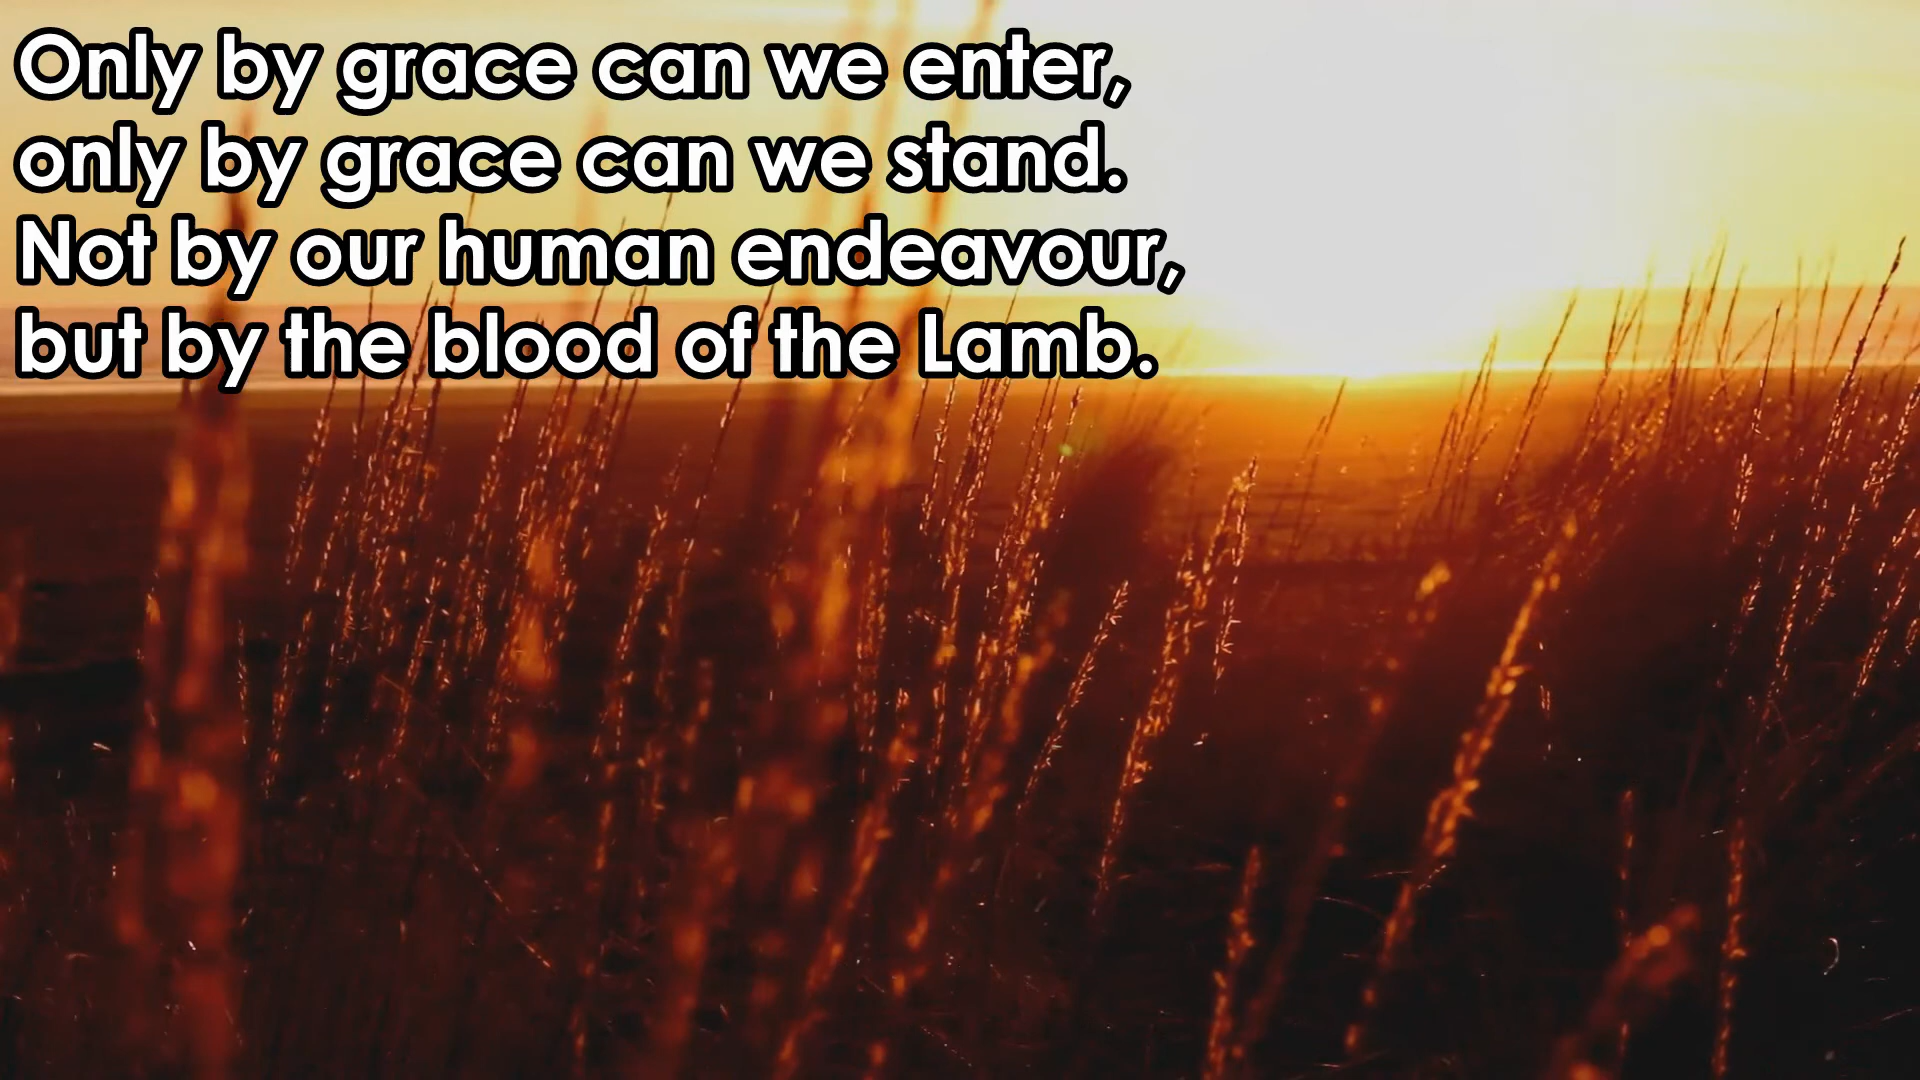 Only by grace can we enter,
only by grace can we stand.
Not by our human endeavour,
but by the blood of the Lamb.